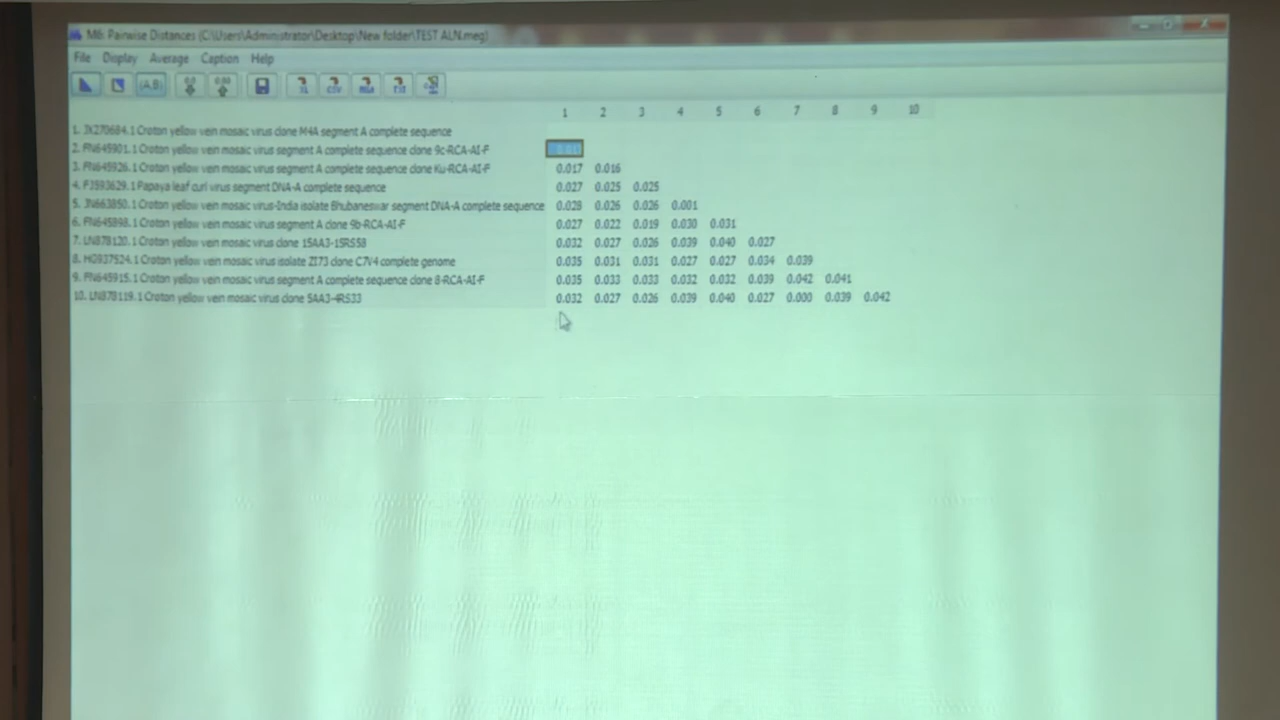 M6: Pairwise Distances (C:\Users\Administrator\Desktop\New folder\TEST ALN.meg)
File Display Average Caption Help
(A,B) XL CSV MEGA TXT
1 2 3 4 5 6 7 8 9 10
1. JX270684.1 Croton yellow vein mosaic virus clone M4A segment A complete sequence
2. FN645901.1 Croton yellow vein mosaic virus segment A complete sequence clone 9c-RCA-AI-F
3. FN645926.1 Croton yellow vein mosaic virus segment A complete sequence clone Ku-RCA-AI-F 0.017 0.016
4. FJ593629.1 Papaya leaf curl virus segment DNA-A complete sequence 0.027 0.025 0.025
5. JN663850.1 Croton yellow vein mosaic virus-India isolate Bhubaneswar segment DNA-A complete sequence 0.028 0.026 0.026 0.001
6. FN645898.1 Croton yellow vein mosaic virus segment A clone 9b-RCA-AI-F 0.027 0.022 0.019 0.030 0.031
7. LN878120.1 Croton yellow vein mosaic virus clone 15AA3-15RS58 0.032 0.027 0.026 0.039 0.040 0.027
8. HG937524.1 Croton yellow vein mosaic virus isolate ZI73 clone C7V4 complete genome 0.035 0.031 0.031 0.027 0.027 0.034 0.039
9. FN645915.1 Croton yellow vein mosaic virus segment A complete sequence clone 8-RCA-AI-F 0.035 0.033 0.033 0.032 0.032 0.039 0.042 0.041
10. LN878119.1 Croton yellow vein mosaic virus clone 5AA3-4RS33 0.032 0.027 0.026 0.039 0.040 0.027 0.000 0.039 0.042